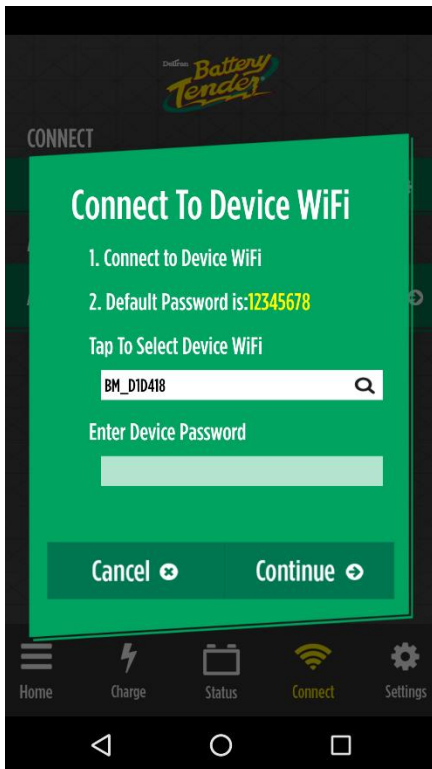 Deltran Battery
Tender
CONNECT
Connect To Device WiFi
1. Connect to Device WiFi
2. Default Password is:12345678
Tap To Select Device WiFi
BM_D1D418
Enter Device Password
Cancel
Continue
Home
Charge
Status
Connect
Settings